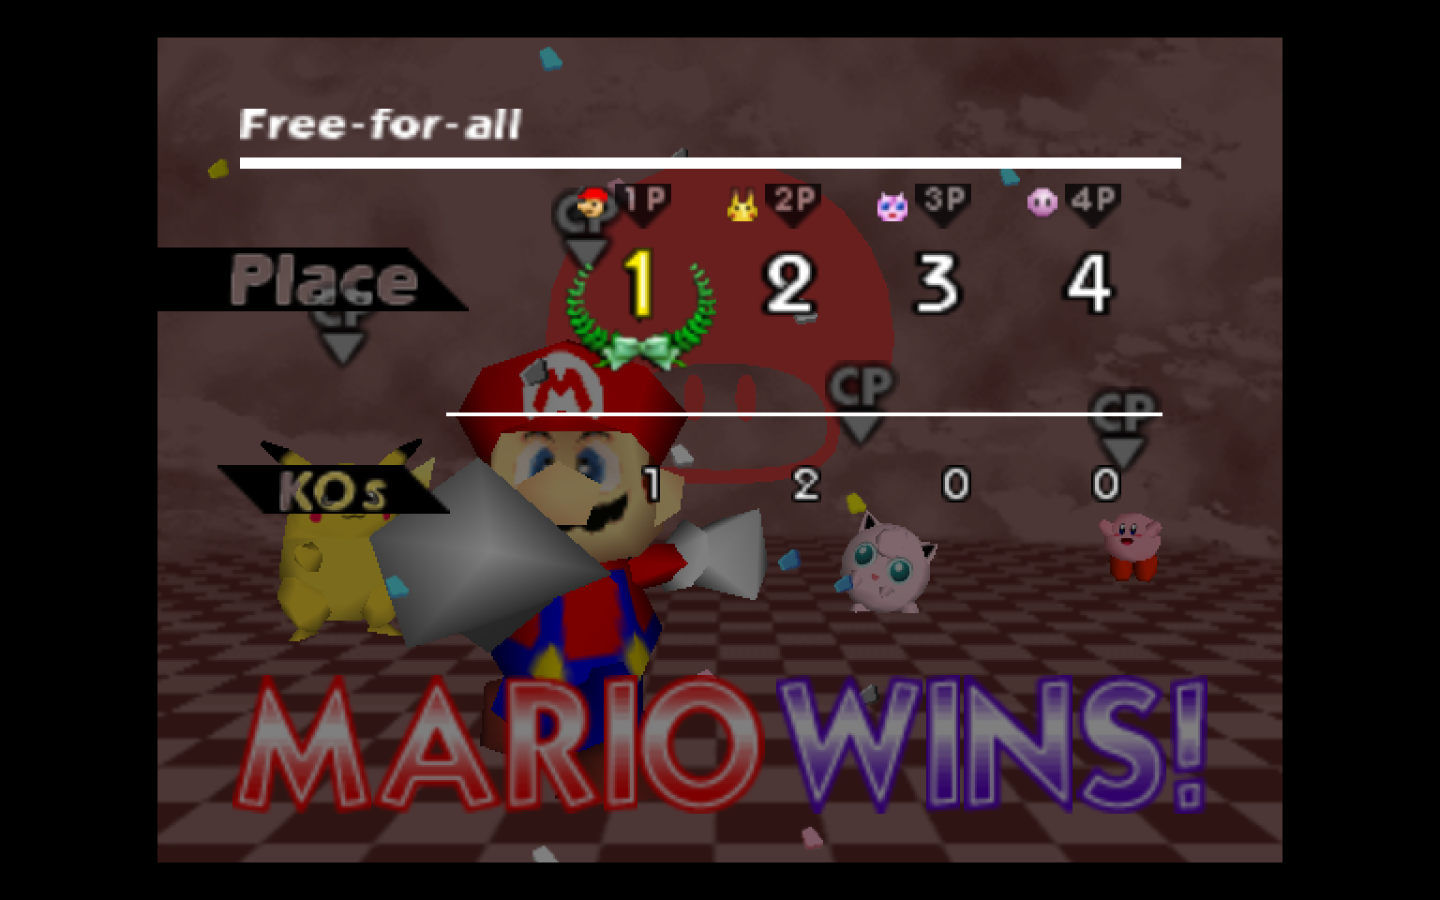 Free-for-all
1P 2P 3P 4P
CP
Place 1 2 3 4
CP
M
CP
CP
KOs 1 2 0 0
MARIO WINS!